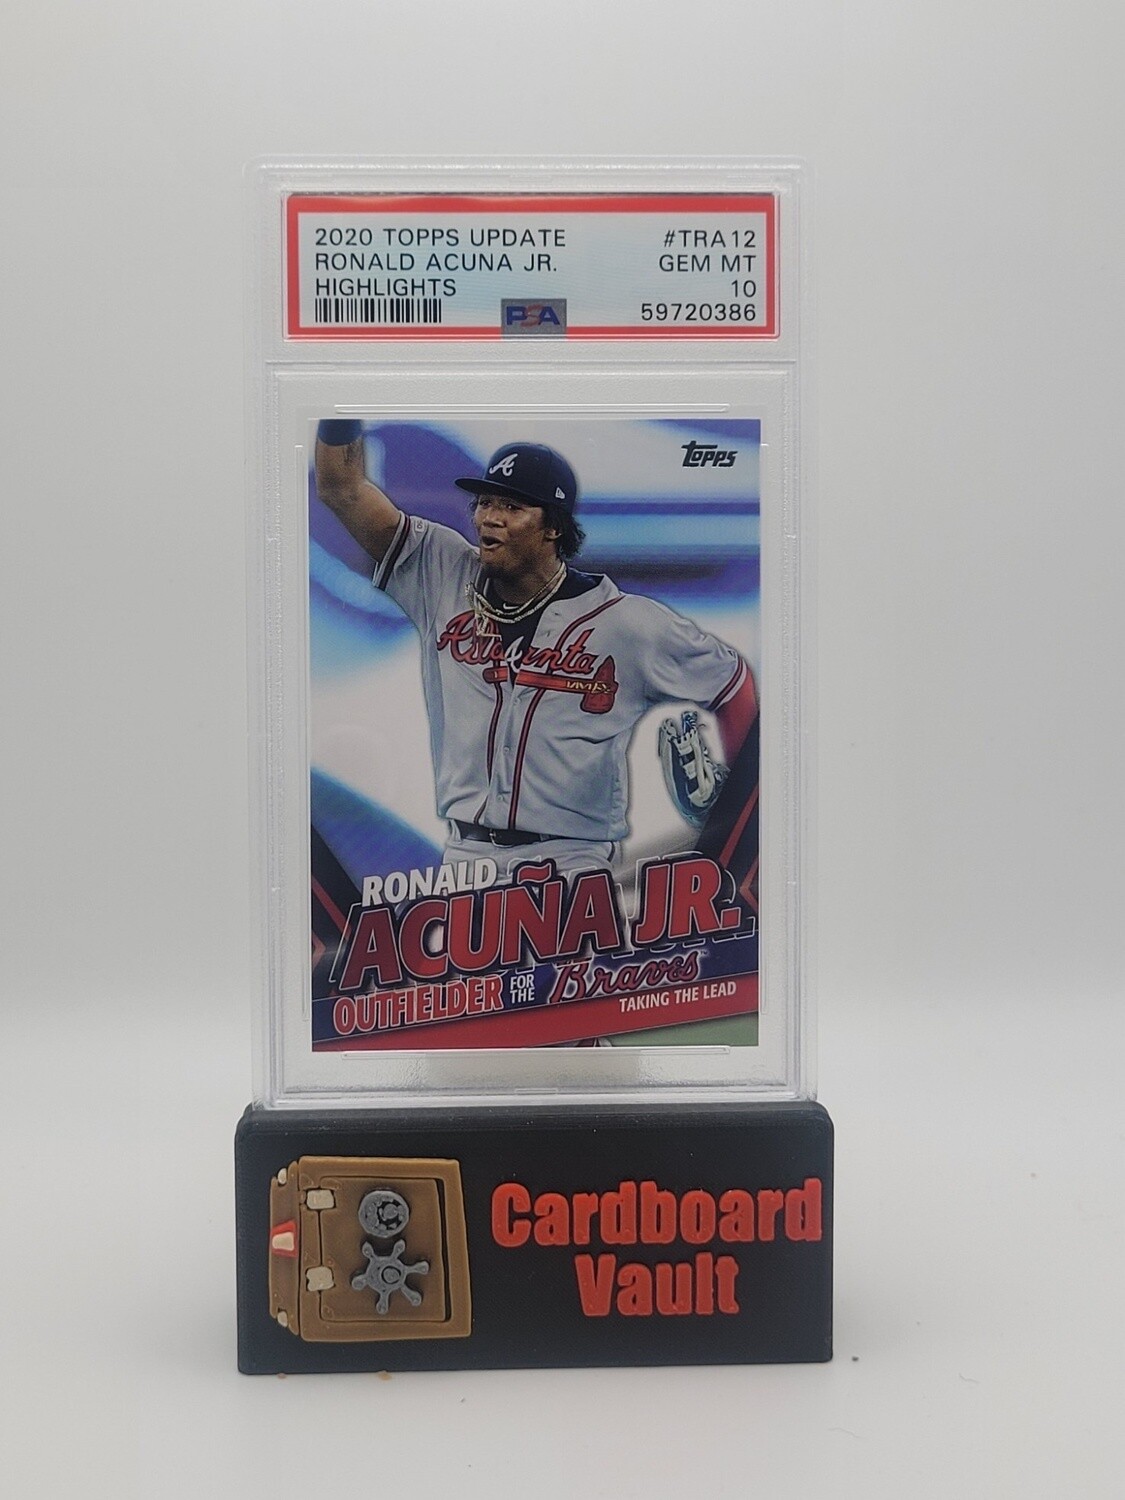 2020 TOPPS UPDATE #TRA12
RONALD ACUNA JR. GEM MT
HIGHLIGHTS 10
PSA 59720386
topps
A
Atlanta
RONALD
ACUÑA JR.
OUTFIELDER FOR THE Braves
TAKING THE LEAD
Cardboard
Vault